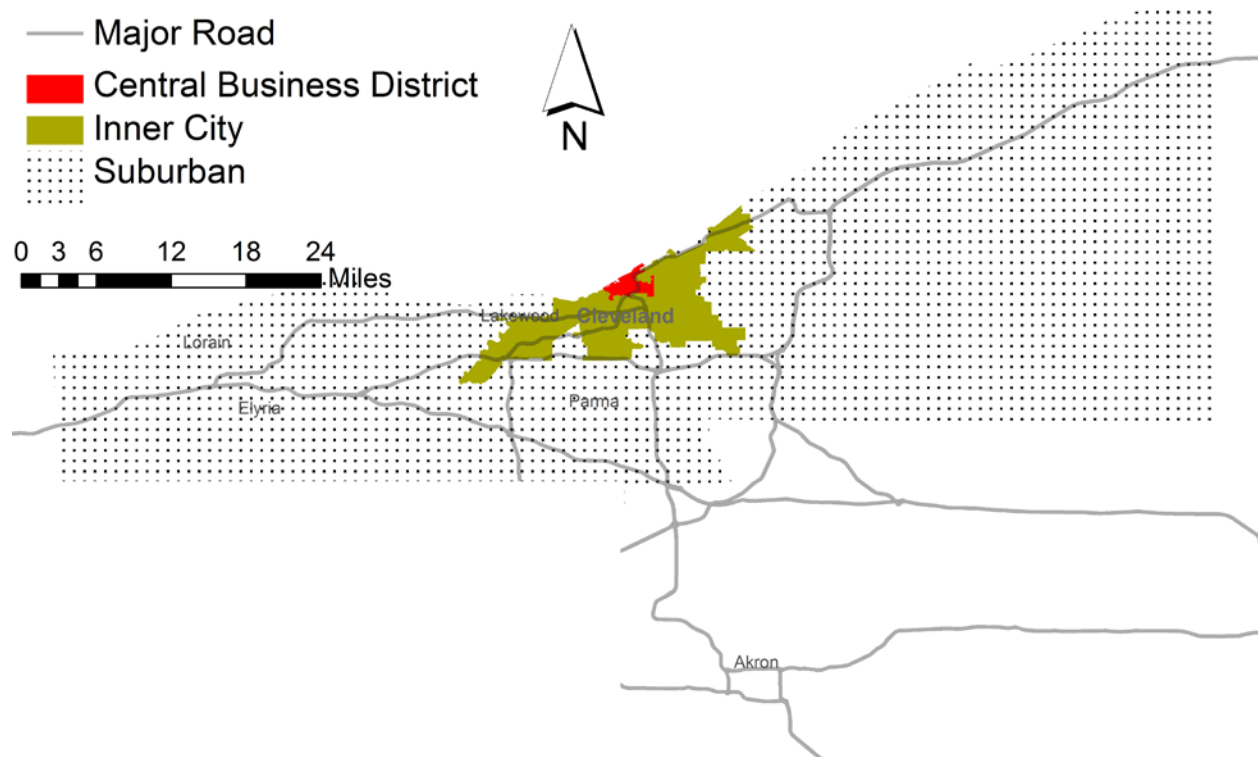 Major Road
Central Business District
Inner City
Suburban
N
0 3 6 12 18 24
Miles
Lakewood
Cleveland
Lorain
Elyria
Parma
Akron